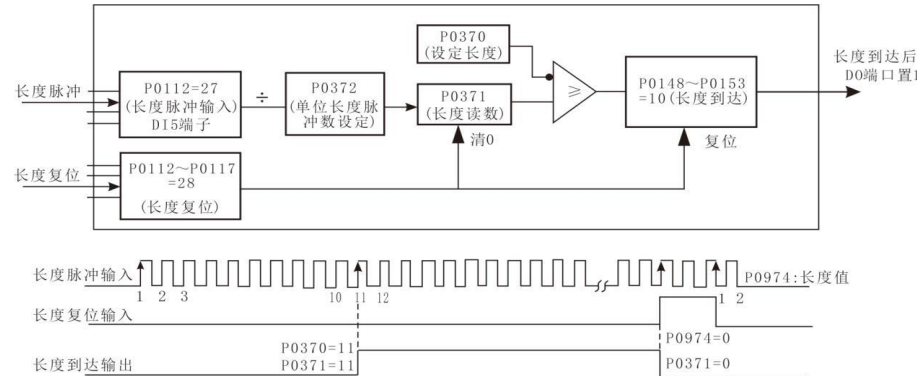 P0370
(设定长度)
长度到达后
DO端口置1
长度脉冲
P0112=27
(长度脉冲输入)
DI5端子
÷
P0372
(单位长度脉
冲数设定)
P0371
(长度读数)
≥
P0148～P0153
=10(长度到达)
清0
复位
长度复位
P0112～P0117
=28
(长度复位)
长度脉冲输入
1 2 3 10 11 12 1 2
P0974:长度值
长度复位输入
P0370=11
P0371=11
P0974=0
P0371=0
长度到达输出